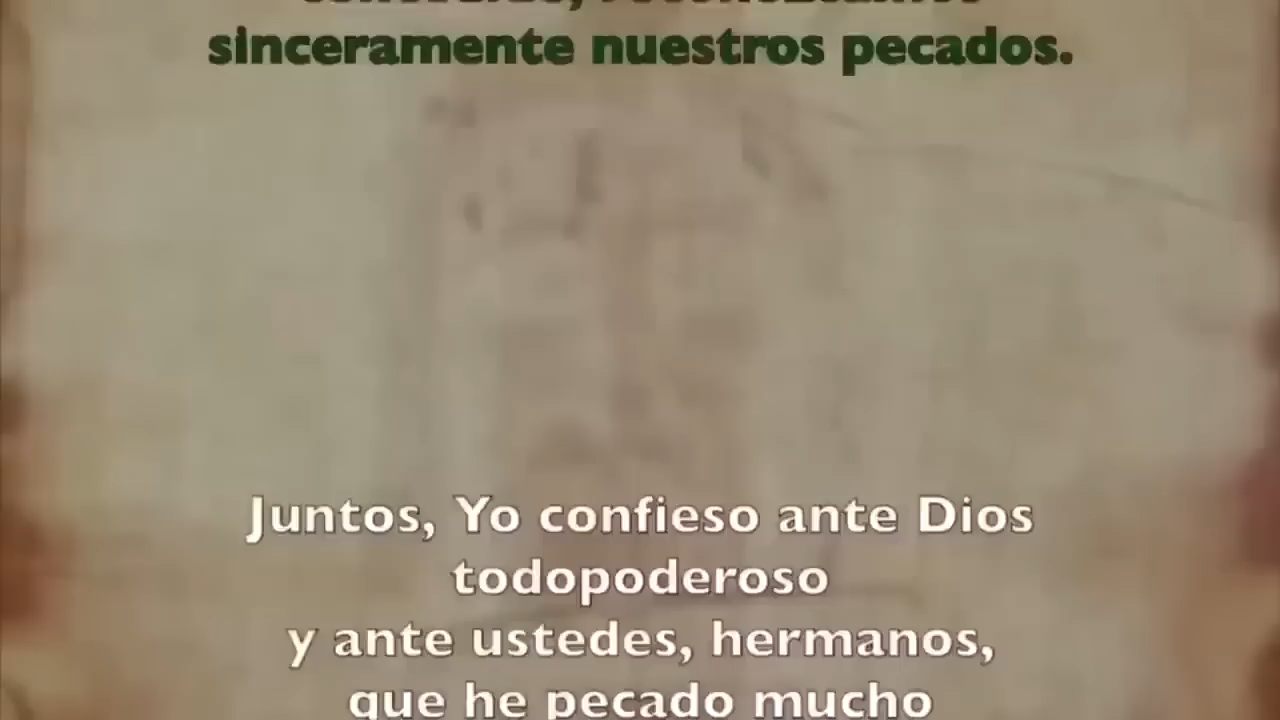 sinceramente nuestros pecados.
Juntos, Yo confieso ante Dios
todopoderoso
y ante ustedes, hermanos,
que he pecado mucho